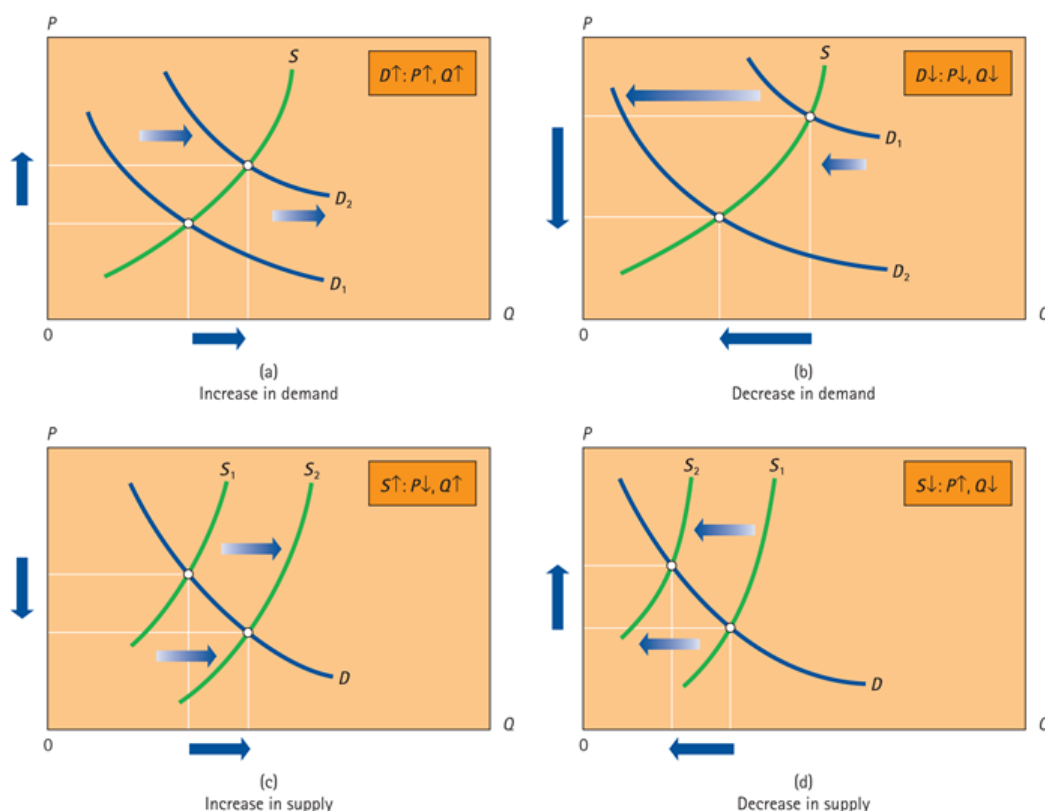 P
S
D↑: P↑, Q↑
D₂
D₁
0
Q
(a)
Increase in demand
P
S
D↓: P↓, Q↓
D₁
D₂
0
Q
(b)
Decrease in demand
P
S₁
S₂
S↑: P↓, Q↑
D
0
Q
(c)
Increase in supply
P
S₂
S₁
S↓: P↑, Q↓
D
0
Q
(d)
Decrease in supply